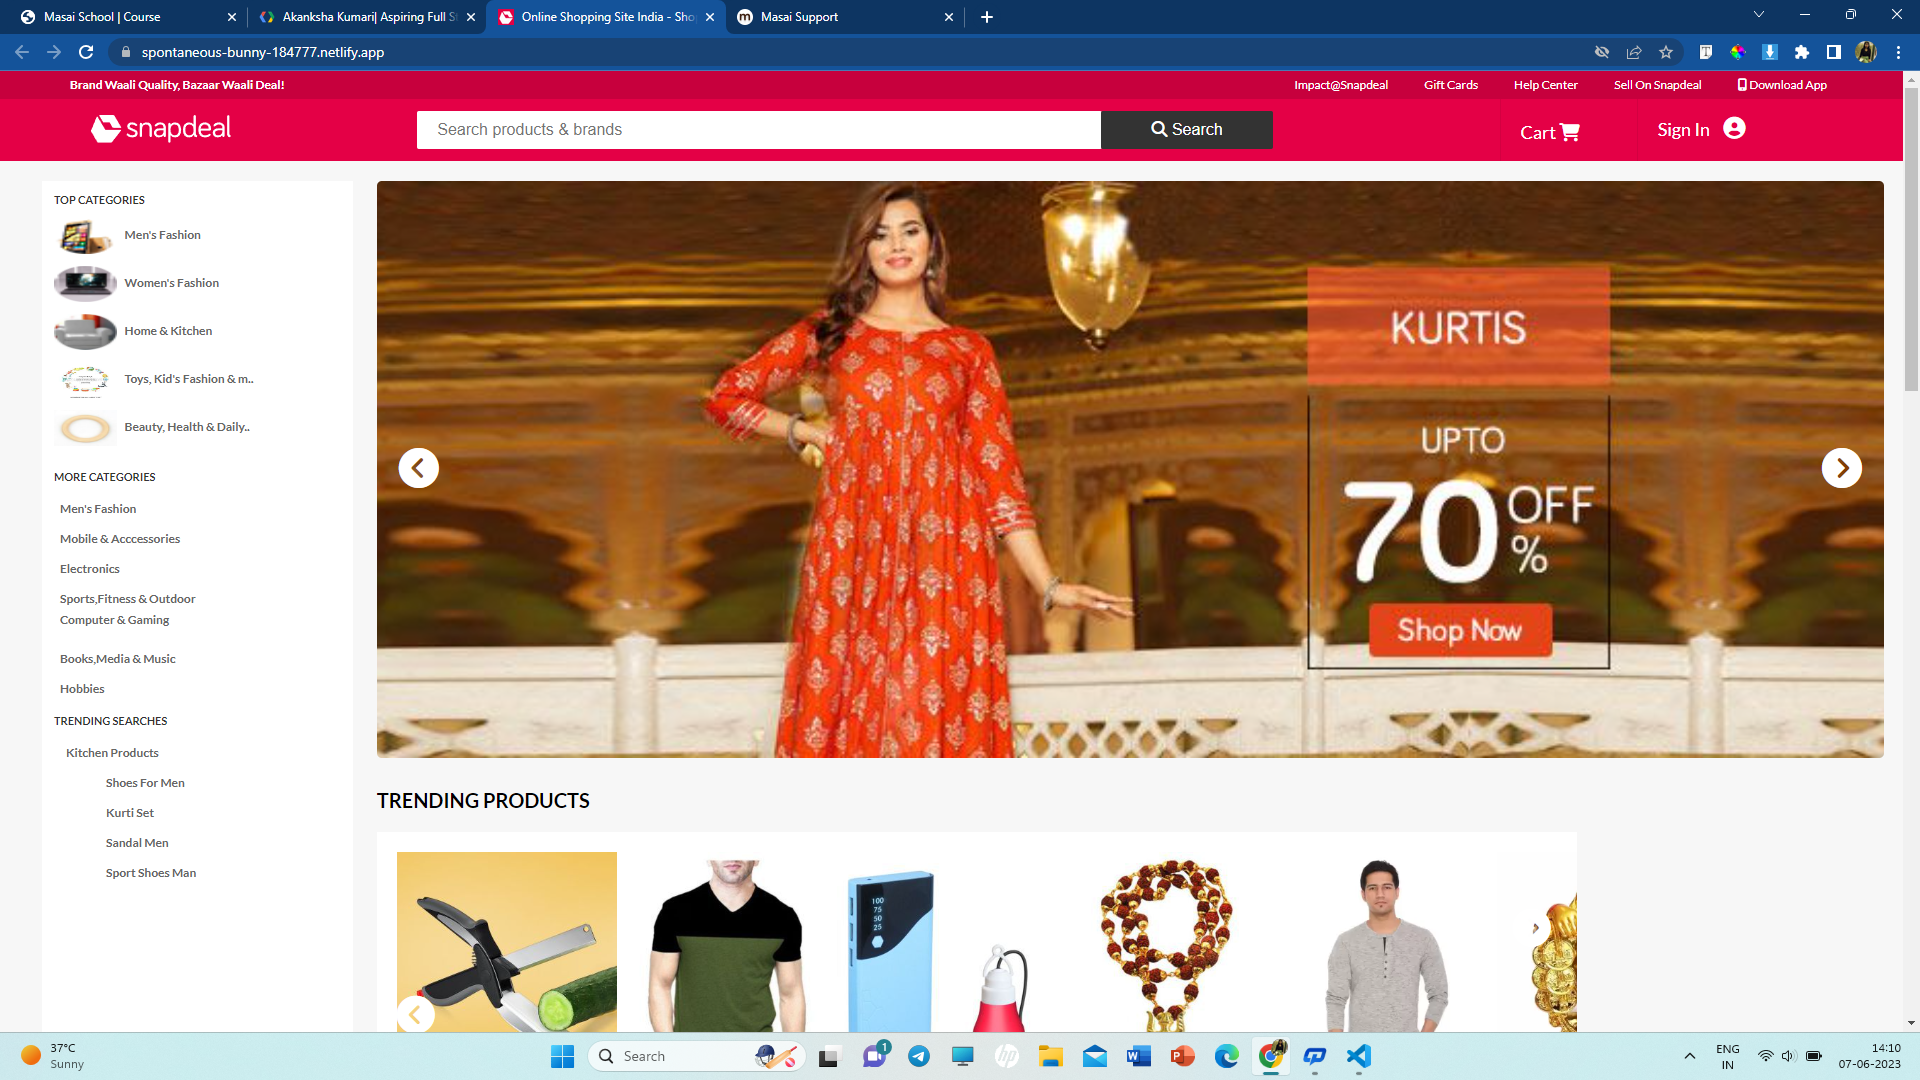 Masai School | Course
Akanksha Kumari| Aspiring Full St
Online Shopping Site India - Sho
Masai Support
spontaneous-bunny-184777.netlify.app
Brand Waali Quality, Bazaar Waali Deal!
Impact@Snapdeal
Gift Cards
Help Center
Sell On Snapdeal
Download App
snapdeal
Search products & brands
Search
Cart
Sign In
TOP CATEGORIES
Men's Fashion
Women's Fashion
Home & Kitchen
Toys, Kid's Fashion & m..
Beauty, Health & Daily..
MORE CATEGORIES
Men's Fashion
Mobile & Acccessories
Electronics
Sports,Fitness & Outdoor
Computer & Gaming
Books,Media & Music
Hobbies
TRENDING SEARCHES
Kitchen Products
Shoes For Men
Kurti Set
Sandal Men
Sport Shoes Man
KURTIS
UPTO
70% OFF
Shop Now
TRENDING PRODUCTS
100
75
50
25
37°C
Sunny
Search
1
ENG
IN
14:10
07-06-2023